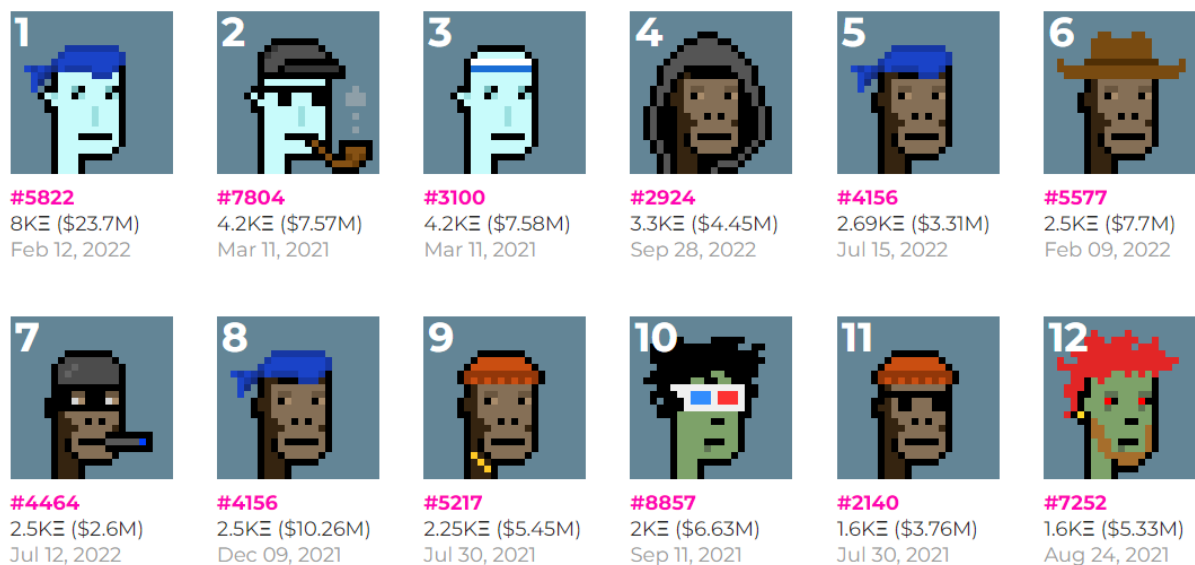 1
#5822
8KΞ ($23.7M)
Feb 12, 2022
2
#7804
4.2KΞ ($7.57M)
Mar 11, 2021
3
#3100
4.2KΞ ($7.58M)
Mar 11, 2021
4
#2924
3.3KΞ ($4.45M)
Sep 28, 2022
5
#4156
2.69KΞ ($3.31M)
Jul 15, 2022
6
#5577
2.5KΞ ($7.7M)
Feb 09, 2022
7
#4464
2.5KΞ ($2.6M)
Jul 12, 2022
8
#4156
2.5KΞ ($10.26M)
Dec 09, 2021
9
#5217
2.25KΞ ($5.45M)
Jul 30, 2021
10
#8857
2KΞ ($6.63M)
Sep 11, 2021
11
#2140
1.6KΞ ($3.76M)
Jul 30, 2021
12
#7252
1.6KΞ ($5.33M)
Aug 24, 2021